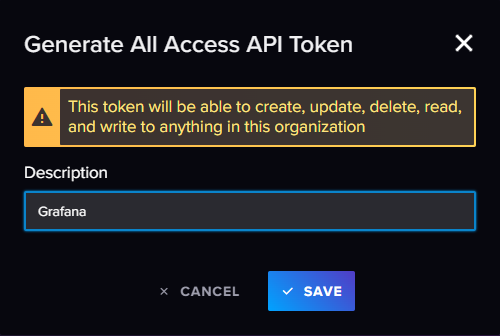 Generate All Access API Token
This token will be able to create, update, delete, read,
and write to anything in this organization
Description
Grafana
CANCEL
SAVE